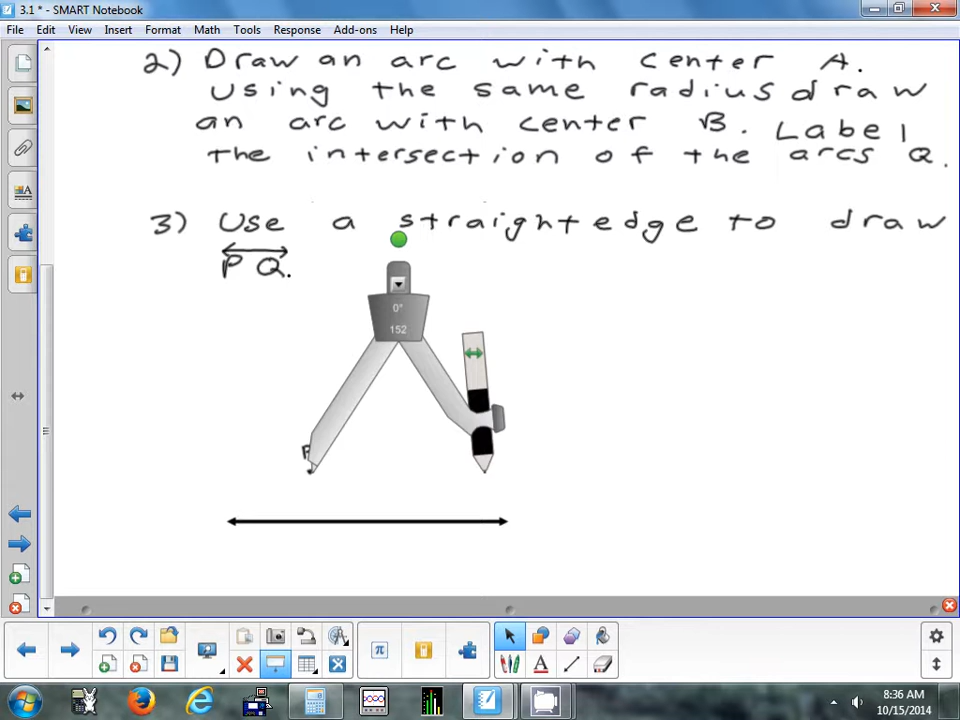 3.1 * - SMART Notebook
File Edit View Insert Format Math Tools Response Add-ons Help
2) Draw an arc with center A.
Using the same radius draw
an arc with center B. Label
the intersection of the arcs Q.
3) Use a straightedge to draw
PQ.
0°
152
P
π
A
8:36 AM
10/15/2014